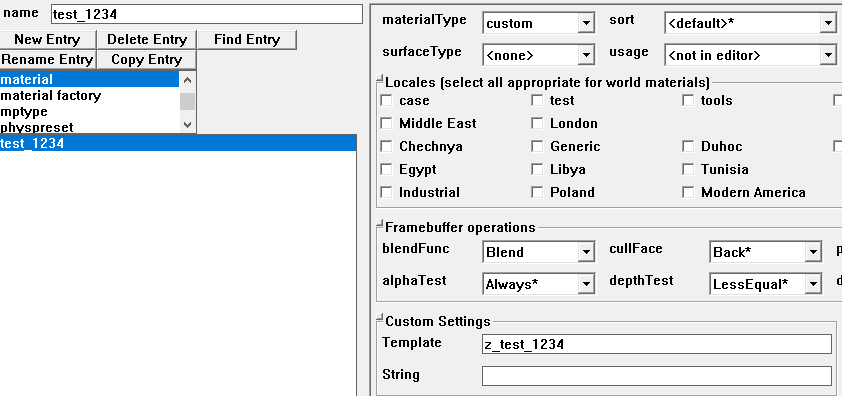 name test_1234
New Entry Delete Entry Find Entry
Rename Entry Copy Entry
material
material factory
mptype
physpreset
test_1234
materialType custom sort <default>*
surfaceType <none> usage <not in editor>
Locales (select all appropriate for world materials)
case test tools
Middle East London
Chechnya Generic Duhoc
Egypt Libya Tunisia
Industrial Poland Modern America
Framebuffer operations
blendFunc Blend cullFace Back*
alphaTest Always* depthTest LessEqual*
Custom Settings
Template z_test_1234
String